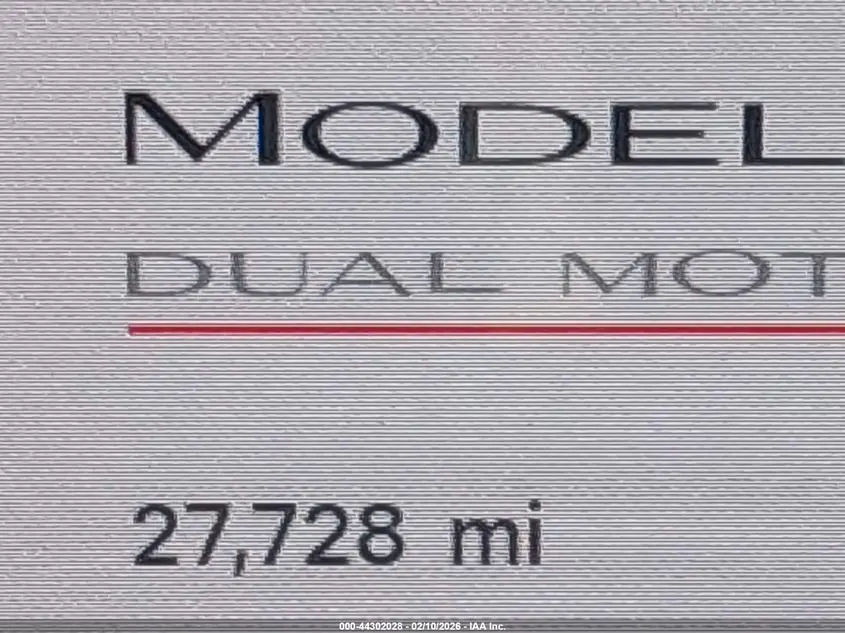 MODEL
DUAL MOT
27,728 mi
000-44302028 - 02/10/2026 - IAA Inc.